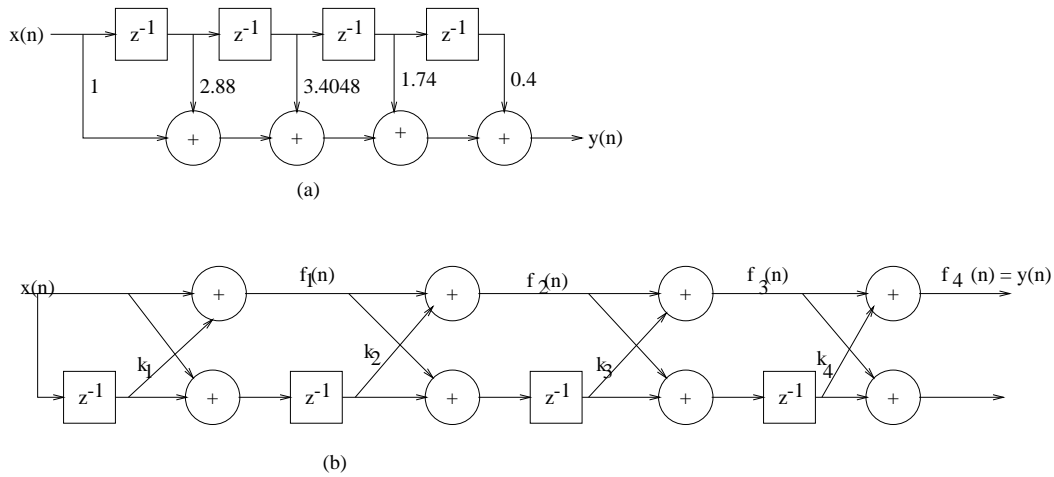 x(n) z-1 z-1 z-1 z-1
1 2.88 3.4048 1.74 0.4
+ + + + y(n)
(a)
x(n) f1(n) f2(n) f3(n) f4 (n) = y(n)
+ + + +
k1 k2 k3 k4
z-1 + z-1 + z-1 + z-1 +
(b)